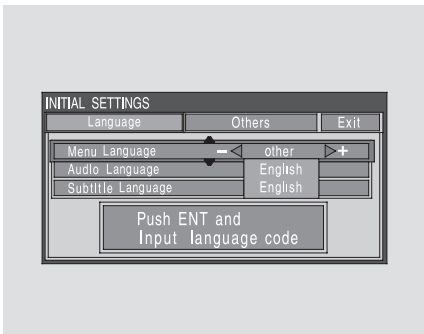 INITIAL SETTINGS
Language Others Exit
Menu Language − other +
Audio Language English
Subtitle Language English
Push ENT and
Input language code